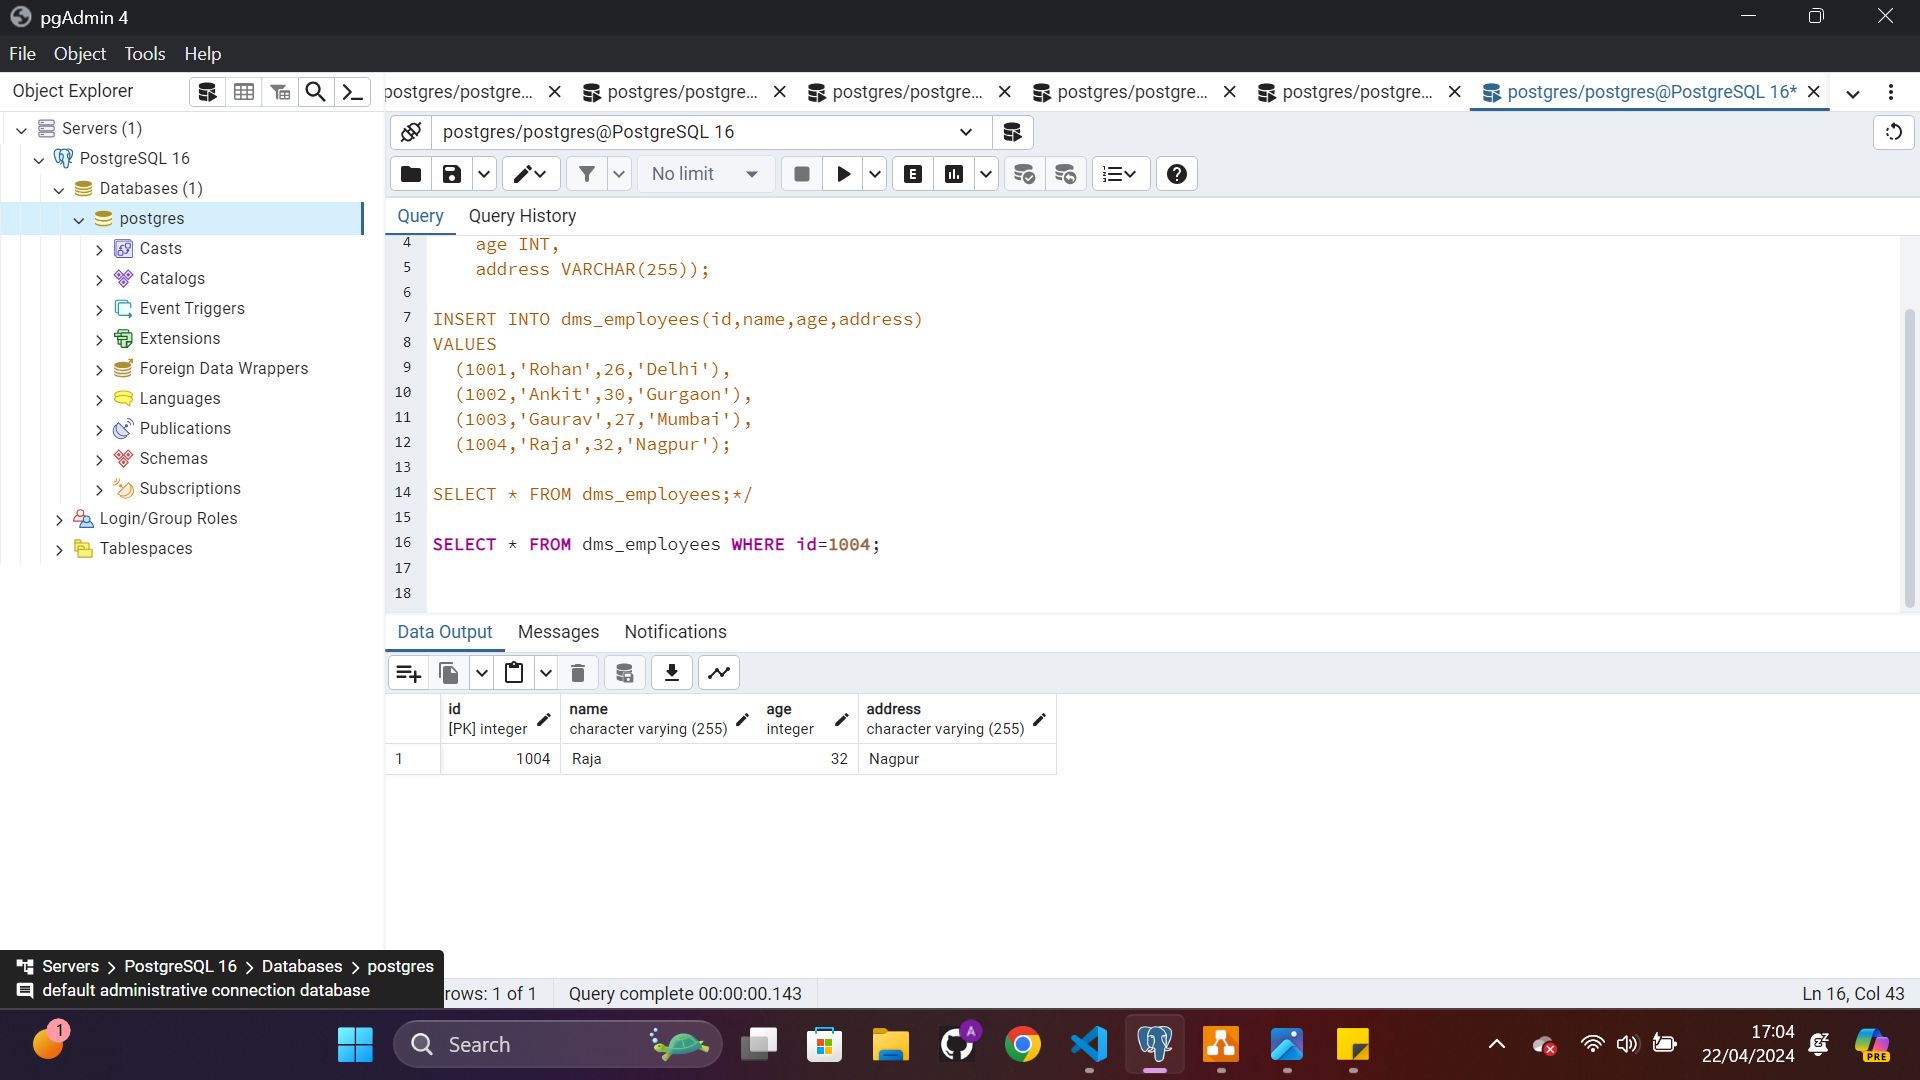 pgAdmin 4
File Object Tools Help
Object Explorer
postgres/postgre... postgres/postgre... postgres/postgre... postgres/postgre... postgres/postgre... postgres/postgres@PostgreSQL 16*
Servers (1)
PostgreSQL 16
Databases (1)
postgres
Casts
Catalogs
Event Triggers
Extensions
Foreign Data Wrappers
Languages
Publications
Schemas
Subscriptions
Login/Group Roles
Tablespaces
postgres/postgres@PostgreSQL 16
No limit
E
Query Query History
4 age INT,
5 address VARCHAR(255));
6
7 INSERT INTO dms_employees(id,name,age,address)
8 VALUES
9 (1001,'Rohan',26,'Delhi'),
10 (1002,'Ankit',30,'Gurgaon'),
11 (1003,'Gaurav',27,'Mumbai'),
12 (1004,'Raja',32,'Nagpur');
13
14 SELECT * FROM dms_employees;*/
15
16 SELECT * FROM dms_employees WHERE id=1004;
17
18
Data Output Messages Notifications
id name age address
[PK] integer character varying (255) integer character varying (255)
1 1004 Raja 32 Nagpur
Servers > PostgreSQL 16 > Databases > postgres
default administrative connection database
rows: 1 of 1 Query complete 00:00:00.143 Ln 16, Col 43
1
Search
A
17:04
22/04/2024
PRE